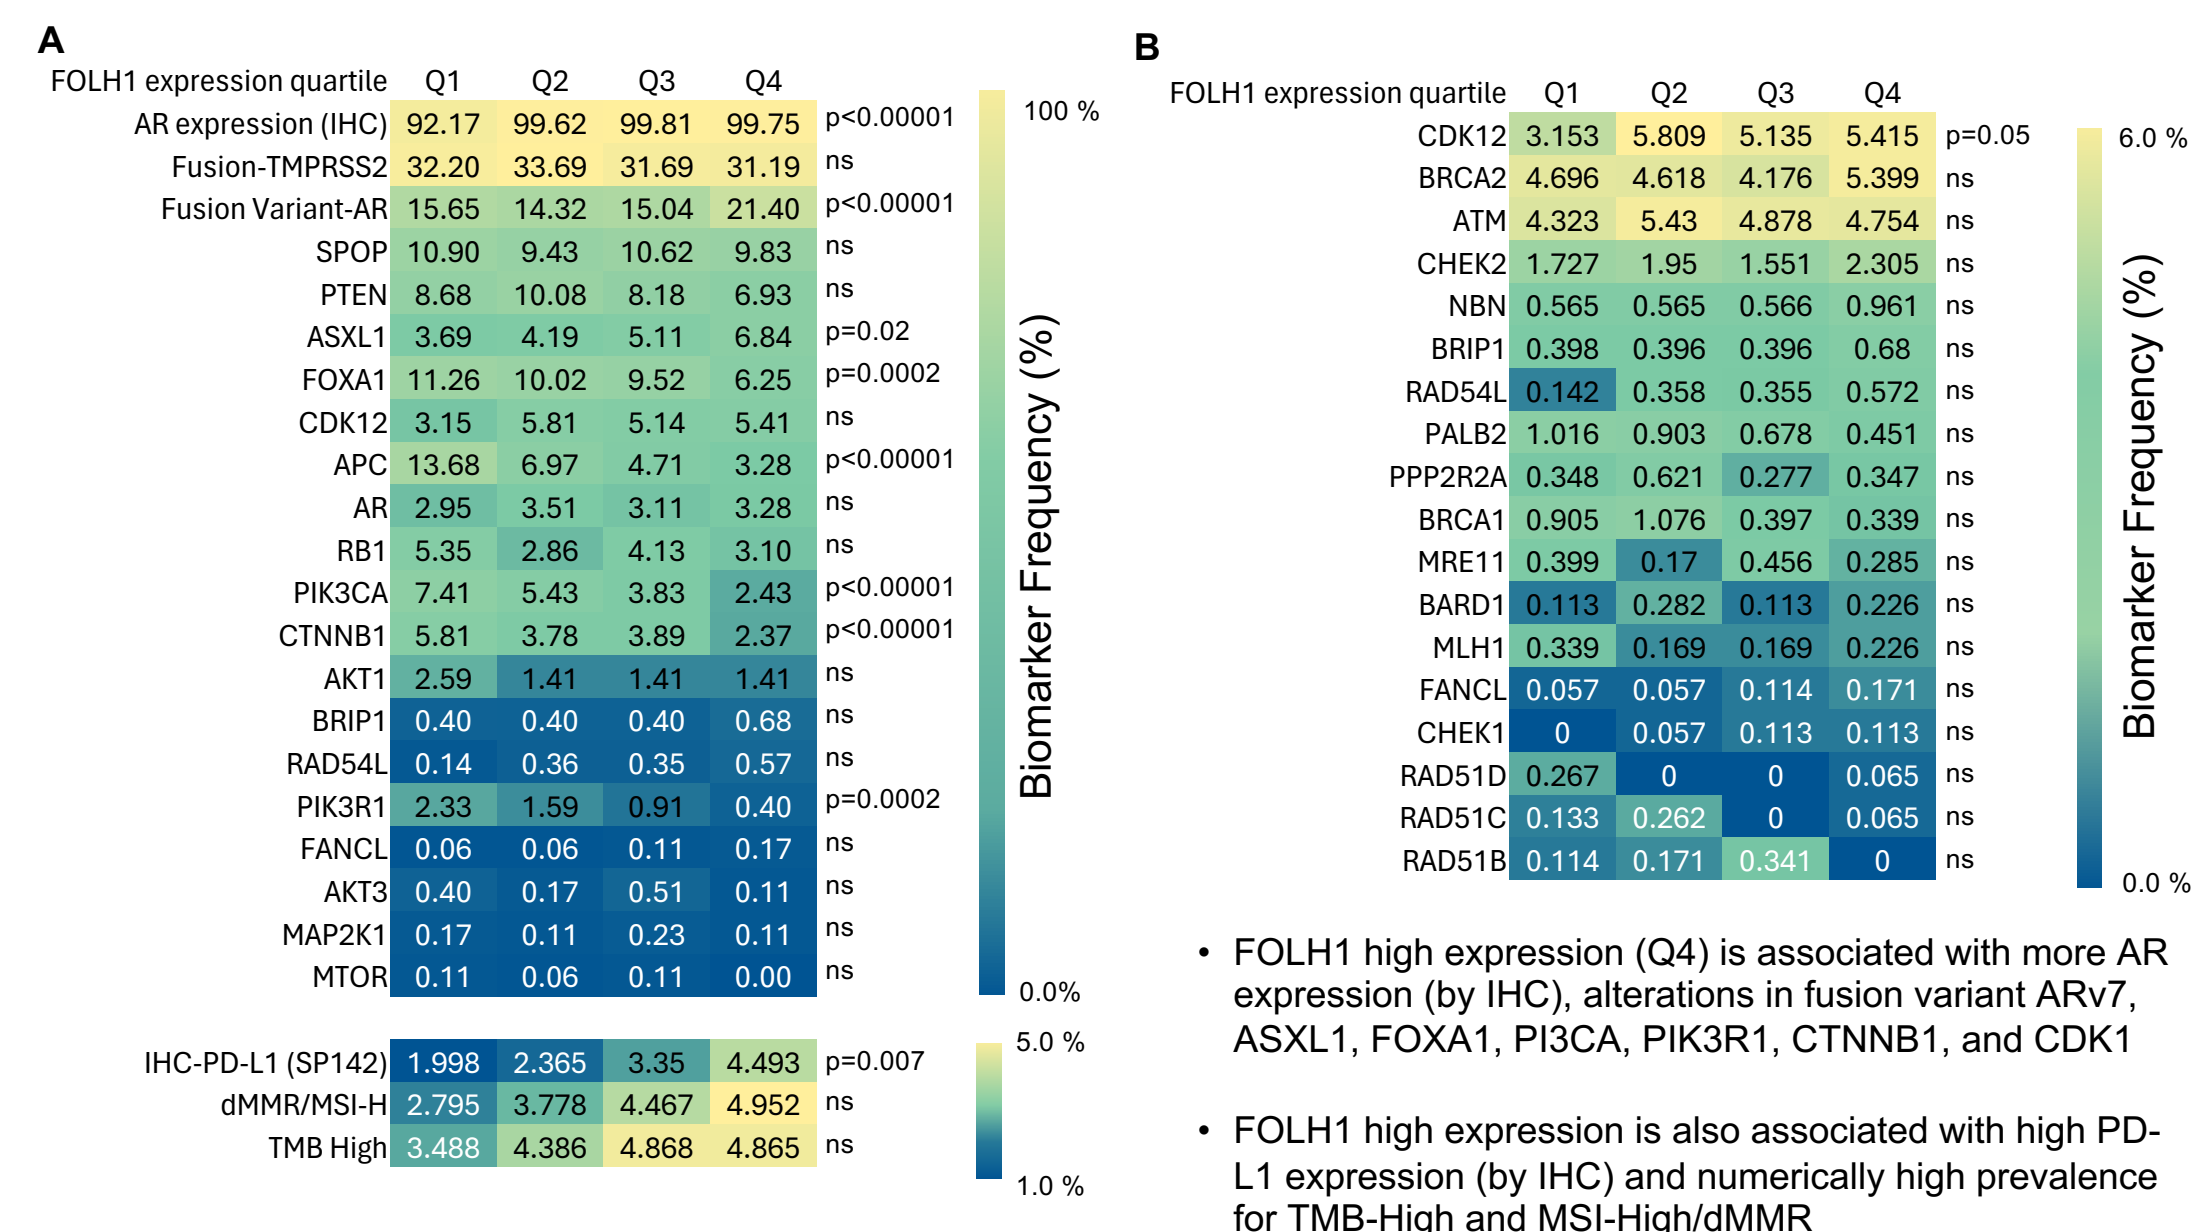 A
FOLH1 expression quartile Q1 Q2 Q3 Q4
AR expression (IHC) 92.17 99.62 99.81 99.75 p<0.00001
Fusion-TMPRSS2 32.20 33.69 31.69 31.19 ns
Fusion Variant-AR 15.65 14.32 15.04 21.40 p<0.00001
SPOP 10.90 9.43 10.62 9.83 ns
PTEN 8.68 10.08 8.18 6.93 ns
ASXL1 3.69 4.19 5.11 6.84 p=0.02
FOXA1 11.26 10.02 9.52 6.25 p=0.0002
CDK12 3.15 5.81 5.14 5.41 ns
APC 13.68 6.97 4.71 3.28 p<0.00001
AR 2.95 3.51 3.11 3.28 ns
RB1 5.35 2.86 4.13 3.10 ns
PIK3CA 7.41 5.43 3.83 2.43 p<0.00001
CTNNB1 5.81 3.78 3.89 2.37 p<0.00001
AKT1 2.59 1.41 1.41 1.41 ns
BRIP1 0.40 0.40 0.40 0.68 ns
RAD54L 0.14 0.36 0.35 0.57 ns
PIK3R1 2.33 1.59 0.91 0.40 p=0.0002
FANCL 0.06 0.06 0.11 0.17 ns
AKT3 0.40 0.17 0.51 0.11 ns
MAP2K1 0.17 0.11 0.23 0.11 ns
MTOR 0.11 0.06 0.11 0.00 ns
100 %
Biomarker Frequency (%)
0.0%
IHC-PD-L1 (SP142) 1.998 2.365 3.35 4.493 p=0.007
dMMR/MSI-H 2.795 3.778 4.467 4.952 ns
TMB High 3.488 4.386 4.868 4.865 ns
5.0 %
1.0 %
B
FOLH1 expression quartile Q1 Q2 Q3 Q4
CDK12 3.153 5.809 5.135 5.415 p=0.05
BRCA2 4.696 4.618 4.176 5.399 ns
ATM 4.323 5.43 4.878 4.754 ns
CHEK2 1.727 1.95 1.551 2.305 ns
NBN 0.565 0.565 0.566 0.961 ns
BRIP1 0.398 0.396 0.396 0.68 ns
RAD54L 0.142 0.358 0.355 0.572 ns
PALB2 1.016 0.903 0.678 0.451 ns
PPP2R2A 0.348 0.621 0.277 0.347 ns
BRCA1 0.905 1.076 0.397 0.339 ns
MRE11 0.399 0.17 0.456 0.285 ns
BARD1 0.113 0.282 0.113 0.226 ns
MLH1 0.339 0.169 0.169 0.226 ns
FANCL 0.057 0.057 0.114 0.171 ns
CHEK1 0 0.057 0.113 0.113 ns
RAD51D 0.267 0 0 0.065 ns
RAD51C 0.133 0.262 0 0.065 ns
RAD51B 0.114 0.171 0.341 0 ns
6.0 %
Biomarker Frequency (%)
0.0 %
• FOLH1 high expression (Q4) is associated with more AR
expression (by IHC), alterations in fusion variant ARv7,
ASXL1, FOXA1, PI3CA, PIK3R1, CTNNB1, and CDK1
• FOLH1 high expression is also associated with high PD-
L1 expression (by IHC) and numerically high prevalence
for TMB-High and MSI-High/dMMR